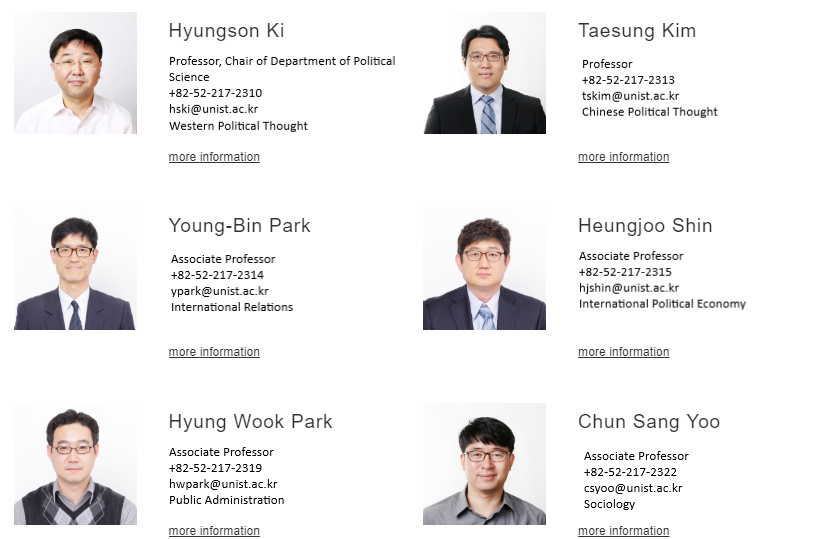 Hyungson Ki
Professor, Chair of Department of Political
Science
+82-52-217-2310
hski@unist.ac.kr
Western Political Thought
more information
Taesung Kim
Professor
+82-52-217-2313
tskim@unist.ac.kr
Chinese Political Thought
more information
Young-Bin Park
Associate Professor
+82-52-217-2314
ypark@unist.ac.kr
International Relations
more information
Heungjoo Shin
Associate Professor
+82-52-217-2315
hjshin@unist.ac.kr
International Political Economy
more information
Hyung Wook Park
Associate Professor
+82-52-217-2319
hwpark@unist.ac.kr
Public Administration
more information
Chun Sang Yoo
Associate Professor
+82-52-217-2322
csyoo@unist.ac.kr
Sociology
more information